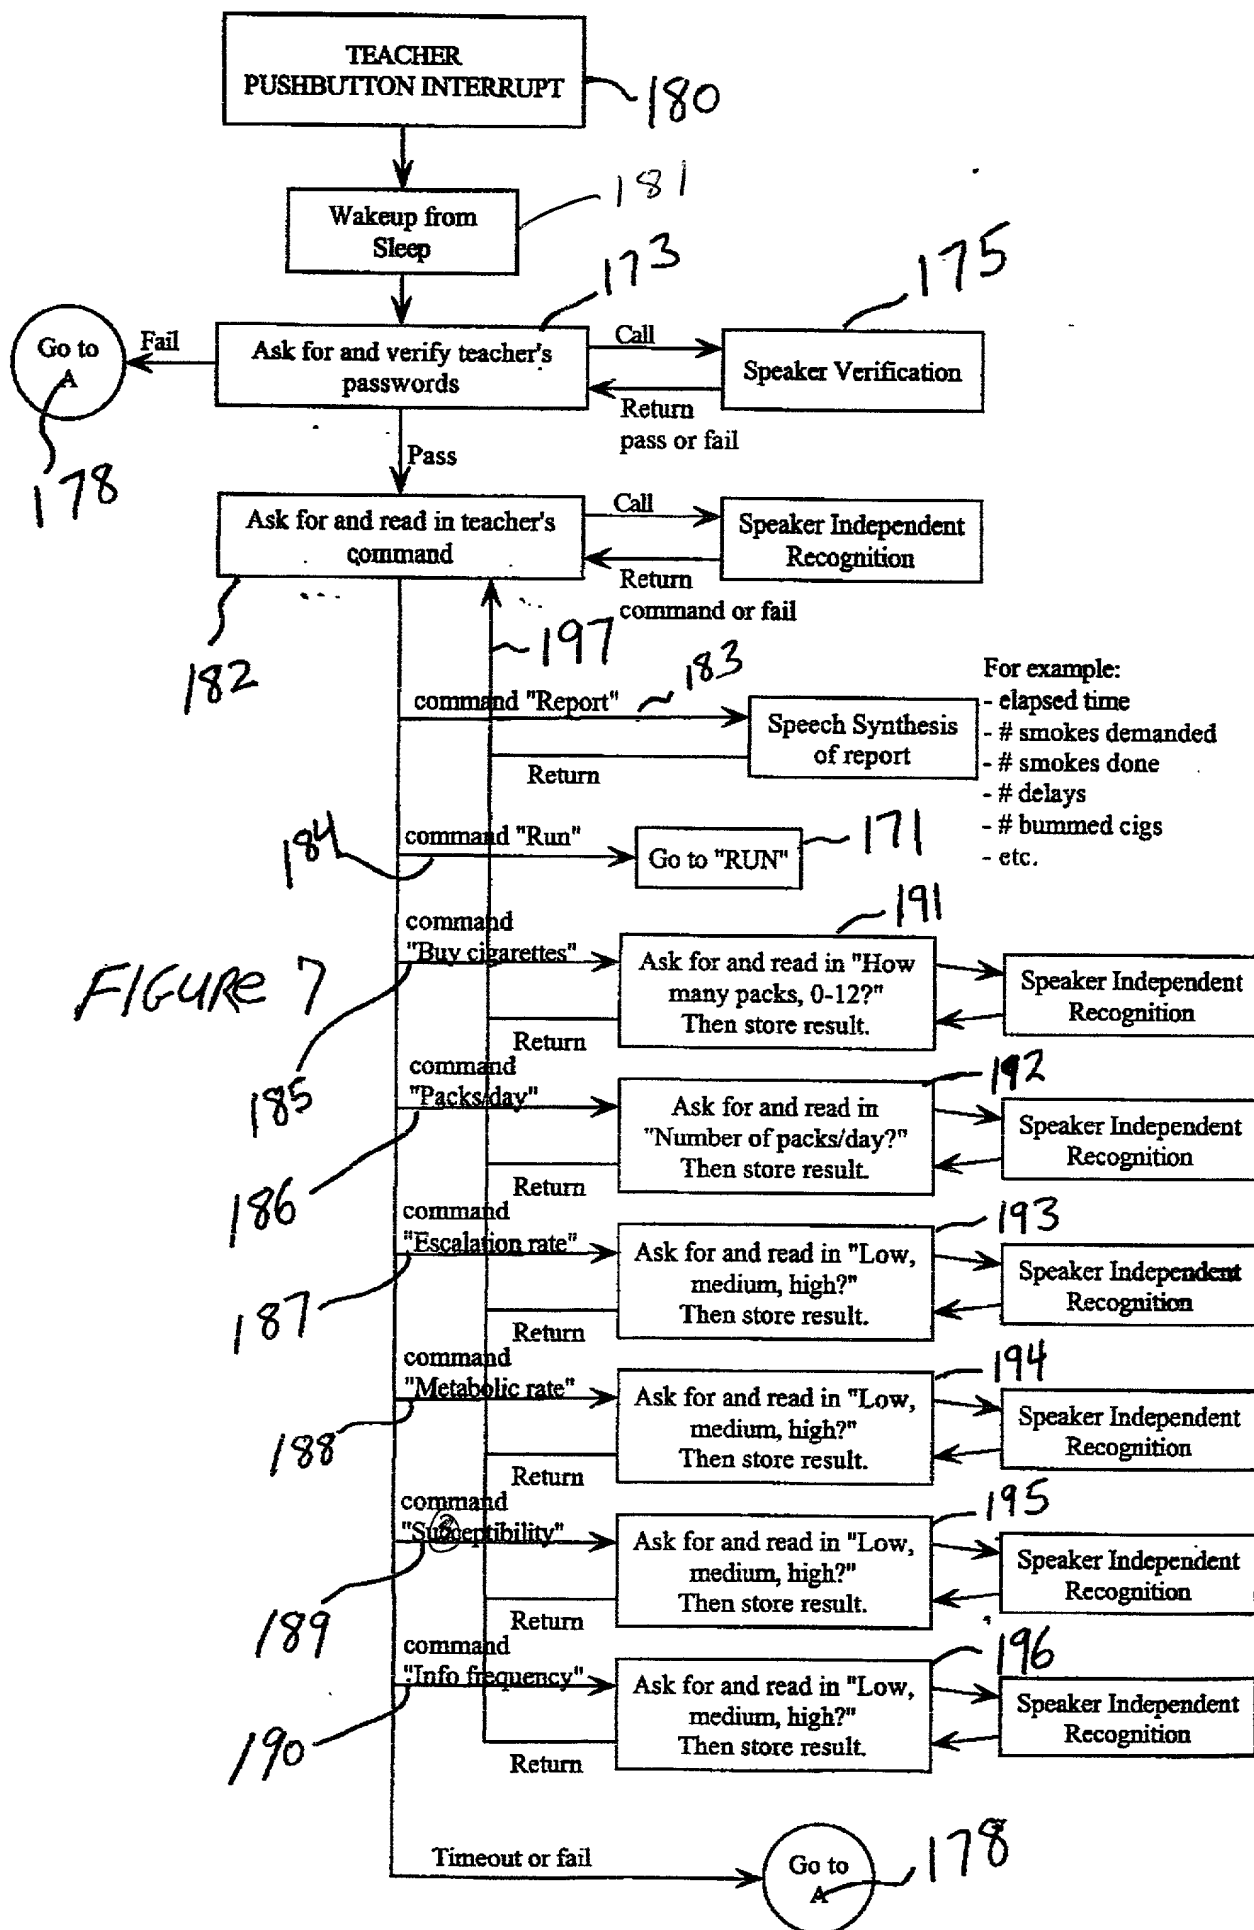 TEACHER
PUSHBUTTON INTERRUPT
180
Wakeup from
Sleep
181
173
175
Go to
A
Fail
Ask for and verify teacher's
passwords
Call
Return
pass or fail
Speaker Verification
178
Pass
Ask for and read in teacher's
command
Call
Return
command or fail
Speaker Independent
Recognition
182
197
command "Report"
183
Speech Synthesis
of report
Return
For example:
- elapsed time
- # smokes demanded
- # smokes done
- # delays
- # bummed cigs
- etc.
184
command "Run"
Go to "RUN"
171
FIGURE 7
command
"Buy cigarettes"
185
191
Ask for and read in "How
many packs, 0-12?"
Then store result.
Return
Speaker Independent
Recognition
command
"Packs/day"
186
192
Ask for and read in
"Number of packs/day?"
Then store result.
Return
Speaker Independent
Recognition
command
"Escalation rate"
187
193
Ask for and read in "Low,
medium, high?"
Then store result.
Return
Speaker Independent
Recognition
command
"Metabolic rate"
188
194
Ask for and read in "Low,
medium, high?"
Then store result.
Return
Speaker Independent
Recognition
command
"Susceptibility"
189
195
Ask for and read in "Low,
medium, high?"
Then store result.
Return
Speaker Independent
Recognition
command
"Info frequency"
190
196
Ask for and read in "Low,
medium, high?"
Then store result.
Return
Speaker Independent
Recognition
Timeout or fail
Go to
A
178